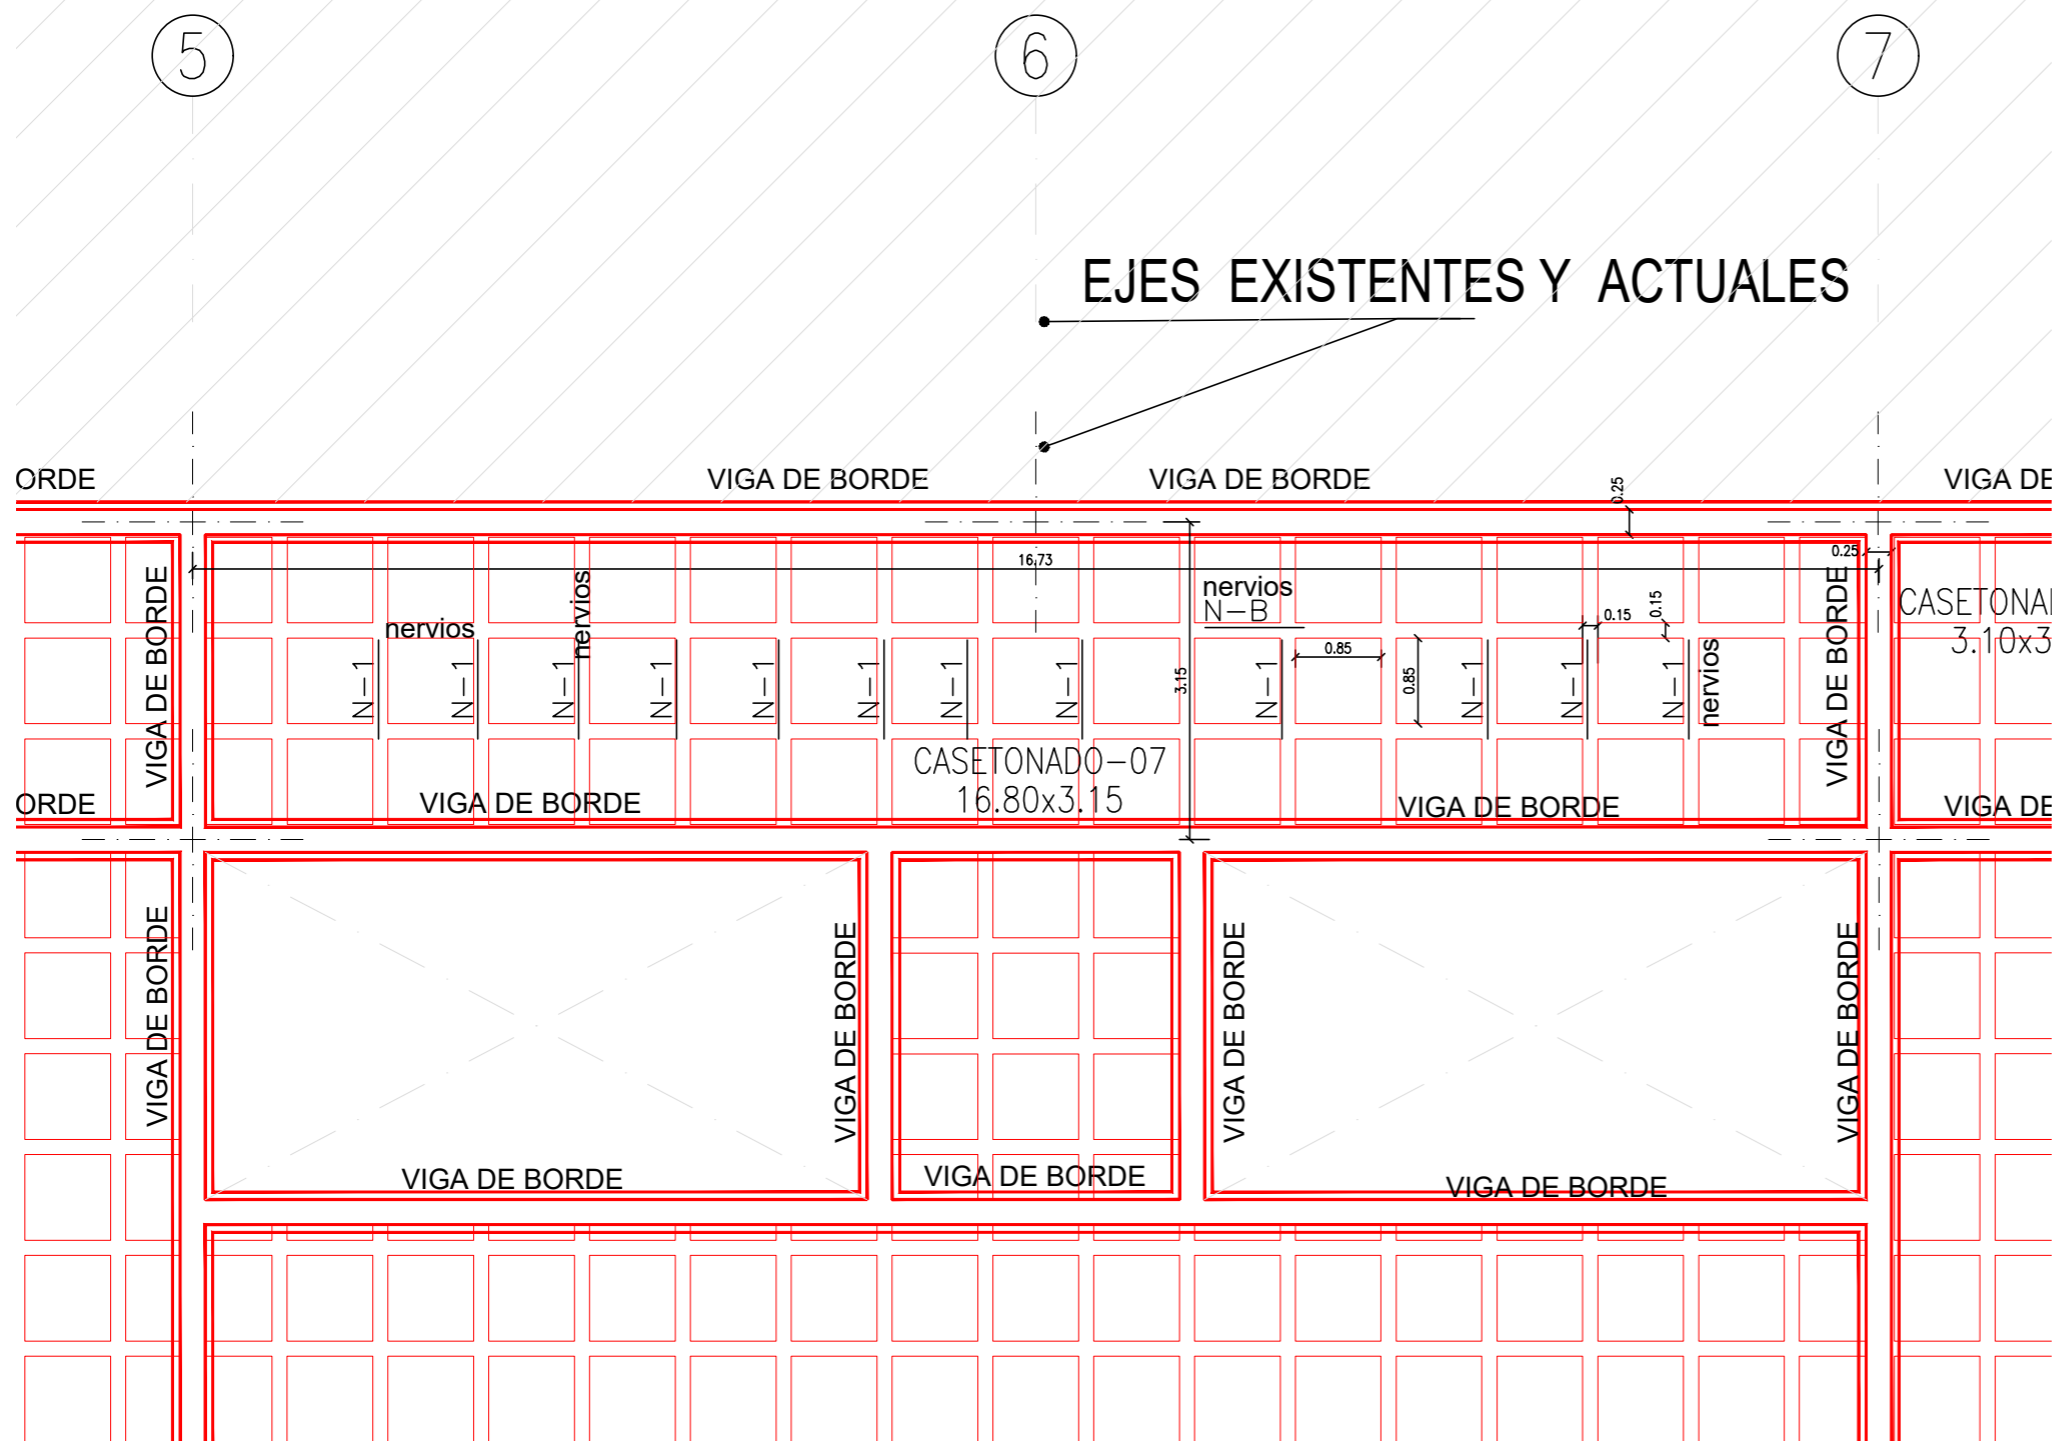 5
6
7
EJES EXISTENTES Y ACTUALES
ORDE
VIGA DE BORDE
VIGA DE BORDE
VIGA DE
0.25
0.25
16.73
nervios
N-B
nervios
nervios
0.15
0.15
CASETONA
3.10x3
VIGA DE BORDE
N-1
N-1
N-1
N-1
N-1
N-1
N-1
N-1
3.15
N-1
0.85
0.85
N-1
N-1
N-1
nervios
VIGA DE BORDE
CASETONADO-07
16.80x3.15
ORDE
VIGA DE BORDE
VIGA DE BORDE
VIGA DE
VIGA DE BORDE
VIGA DE BORDE
VIGA DE BORDE
VIGA DE BORDE
VIGA DE BORDE
VIGA DE BORDE
VIGA DE BORDE